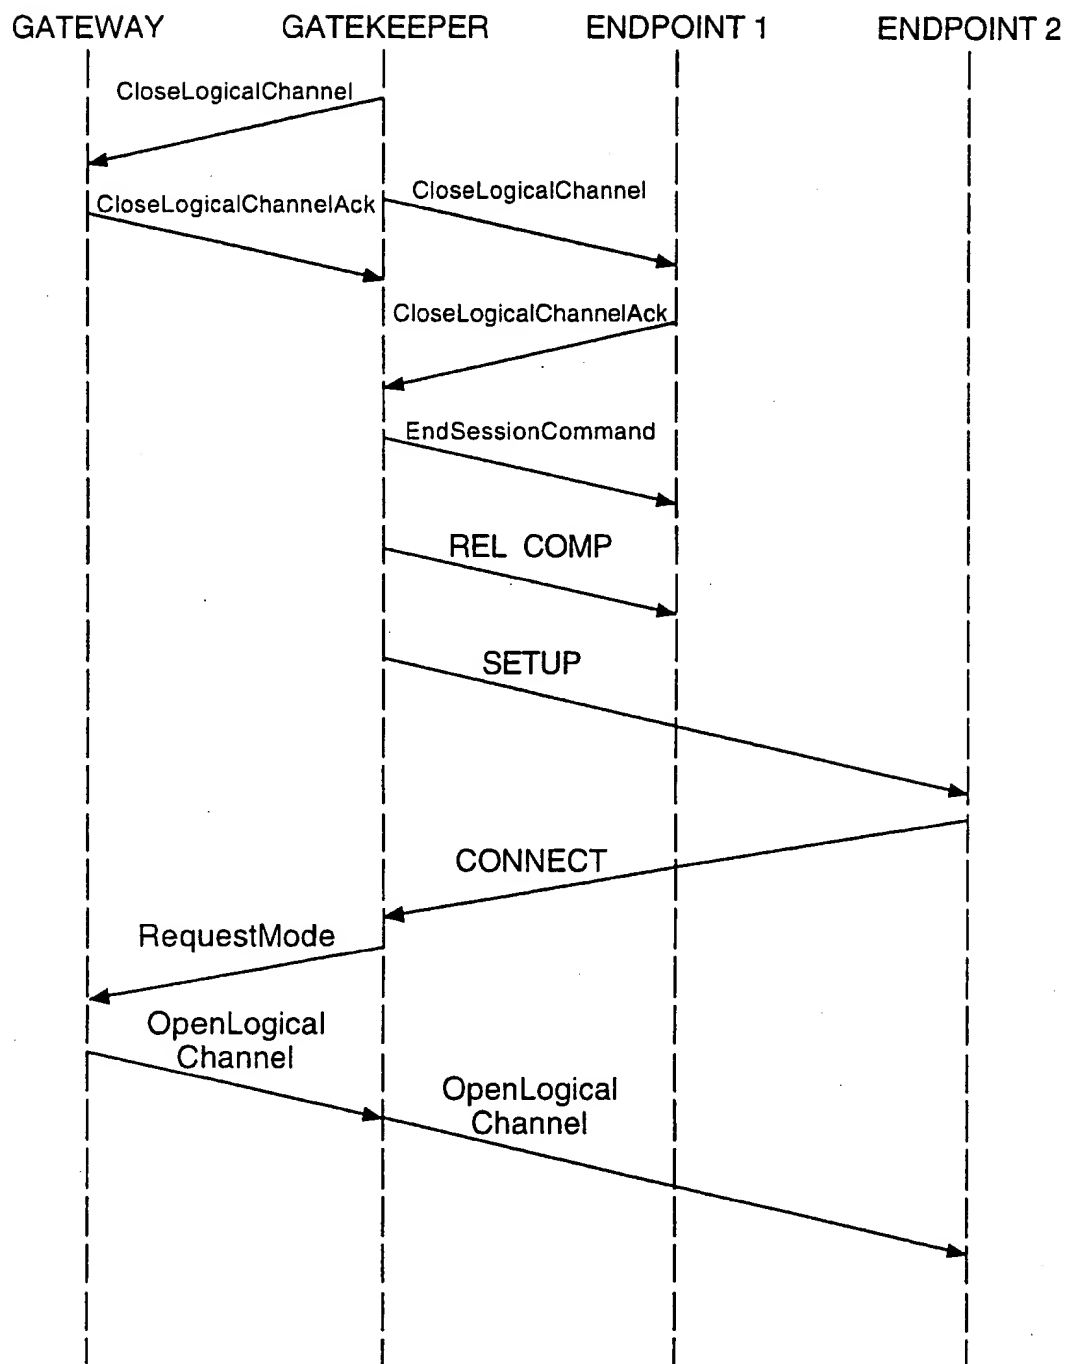 GATEWAY GATEKEEPER ENDPOINT 1 ENDPOINT 2
CloseLogicalChannel
CloseLogicalChannelAck CloseLogicalChannel
CloseLogicalChannelAck
EndSessionCommand
REL COMP
SETUP
CONNECT
RequestMode
OpenLogical
Channel
OpenLogical
Channel